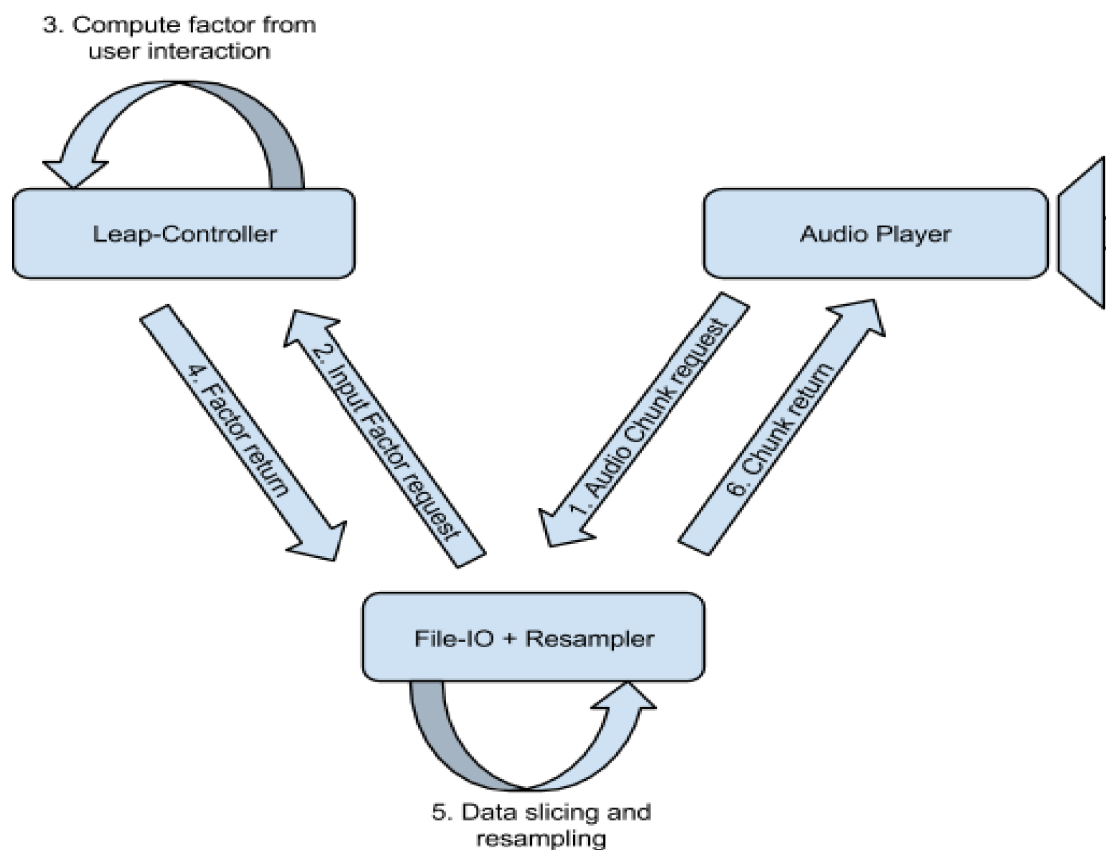 3. Compute factor from
user interaction
Leap-Controller
Audio Player
4. Factor return
2. Input Factor request
1. Audio Chunk request
6. Chunk return
File-IO + Resampler
5. Data slicing and
resampling